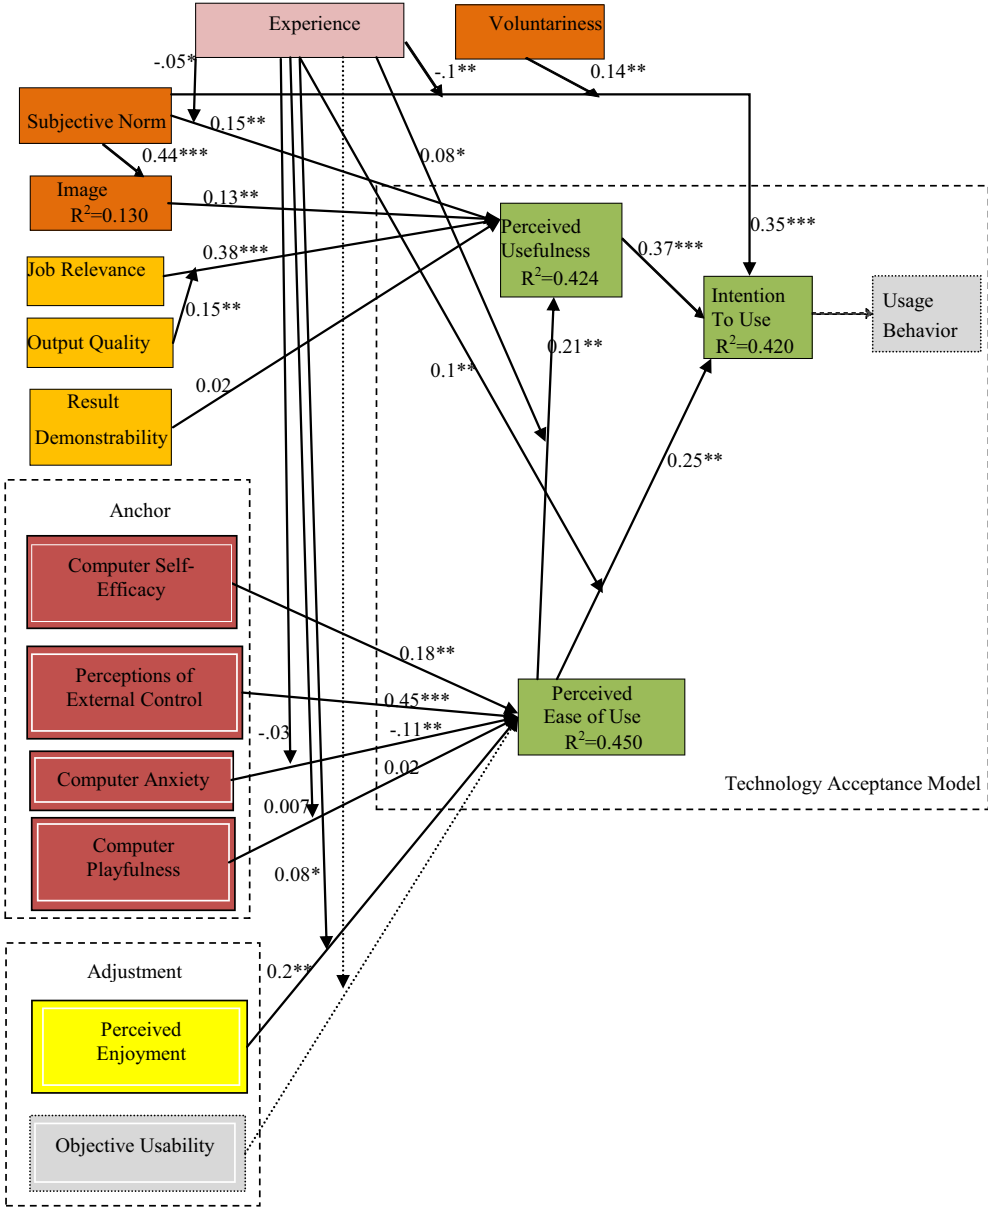 Experience
Voluntariness
-.05*
-.1**
0.14**
Subjective Norm
0.15**
0.44***
0.08*
Image
R²=0.130
0.13**
0.35***
Perceived
Usefulness
R²=0.424
0.37***
0.38***
Job Relevance
0.15**
Intention
To Use
R²=0.420
Usage
Behavior
Output Quality
0.21**
0.1**
0.02
Result
Demonstrability
0.25**
Anchor
Computer Self-
Efficacy
0.18**
Perceptions of
External Control
0.45***
Perceived
Ease of Use
R²=0.450
-.03
-.11**
Computer Anxiety
0.02
Technology Acceptance Model
0.007
Computer
Playfulness
0.08*
Adjustment
0.2**
Perceived
Enjoyment
Objective Usability